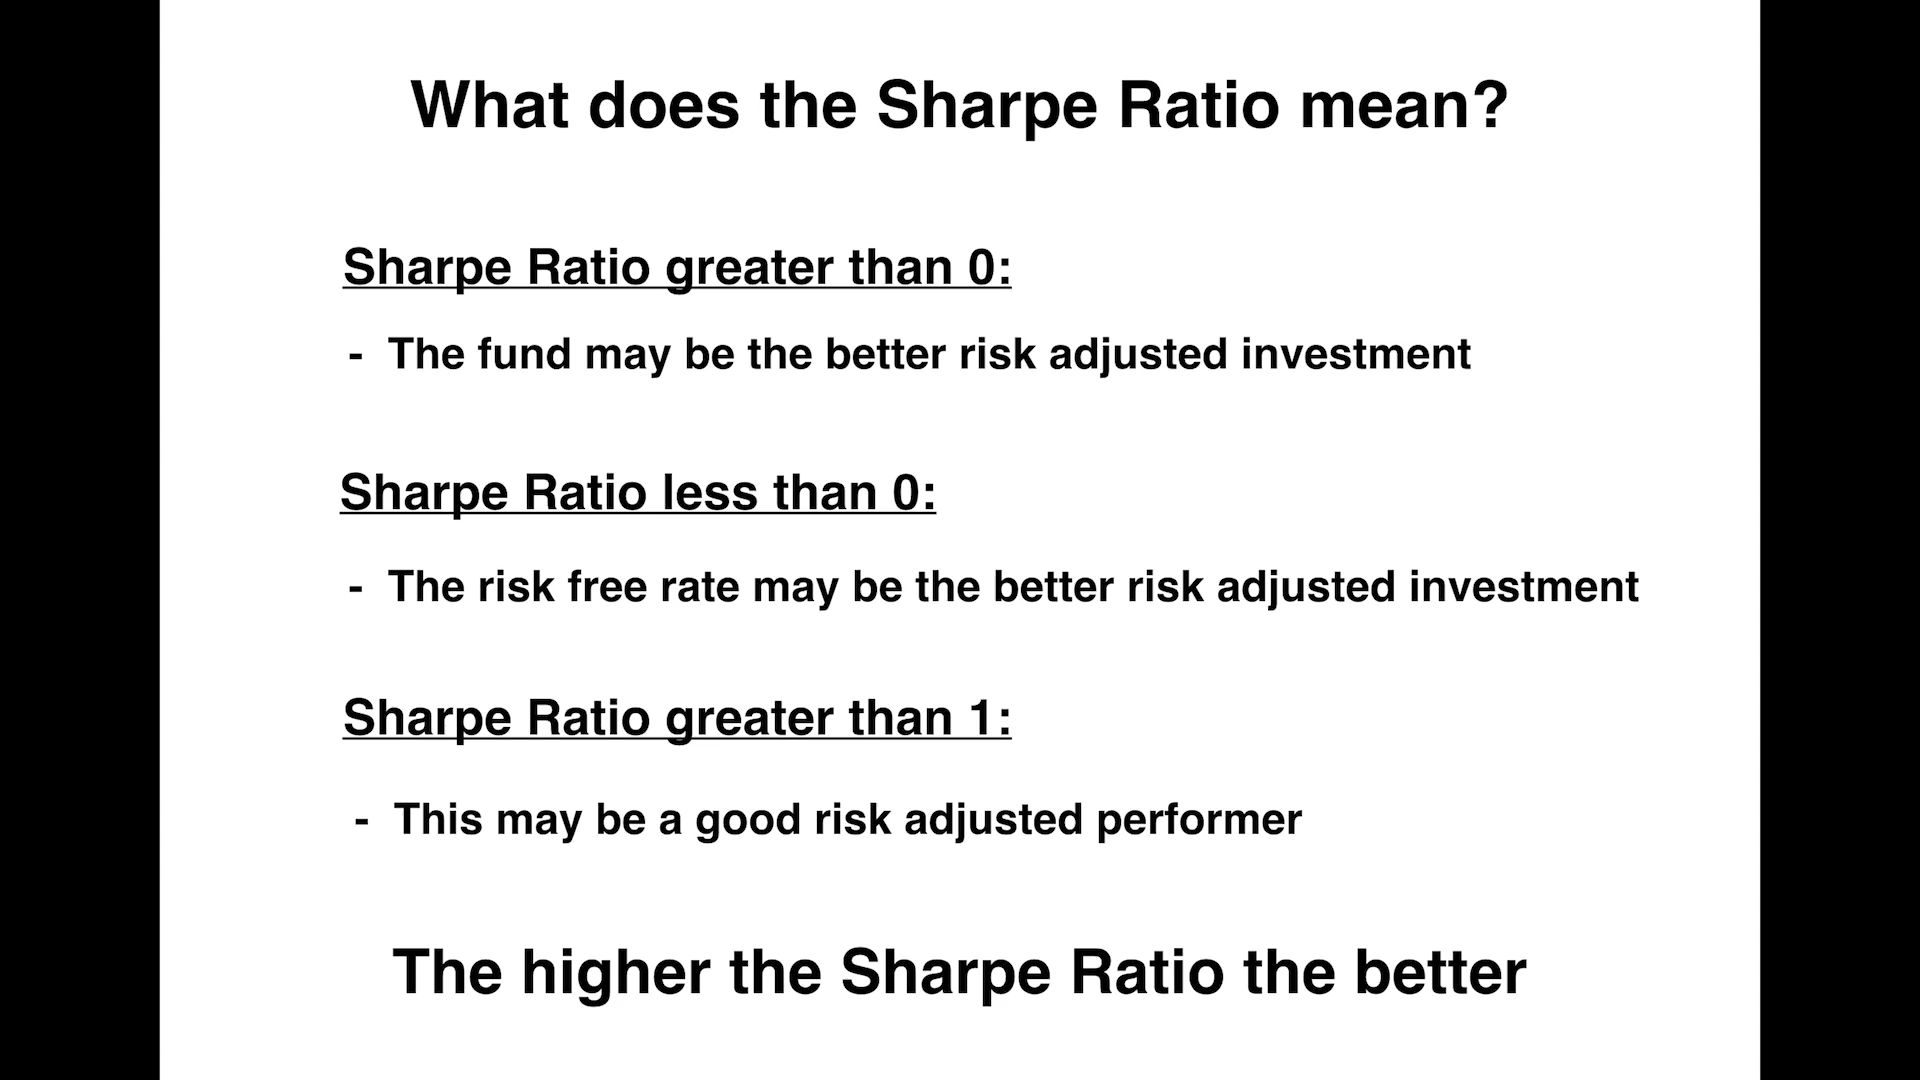 What does the Sharpe Ratio mean?
Sharpe Ratio greater than 0:
- The fund may be the better risk adjusted investment
Sharpe Ratio less than 0:
- The risk free rate may be the better risk adjusted investment
Sharpe Ratio greater than 1:
- This may be a good risk adjusted performer
The higher the Sharpe Ratio the better